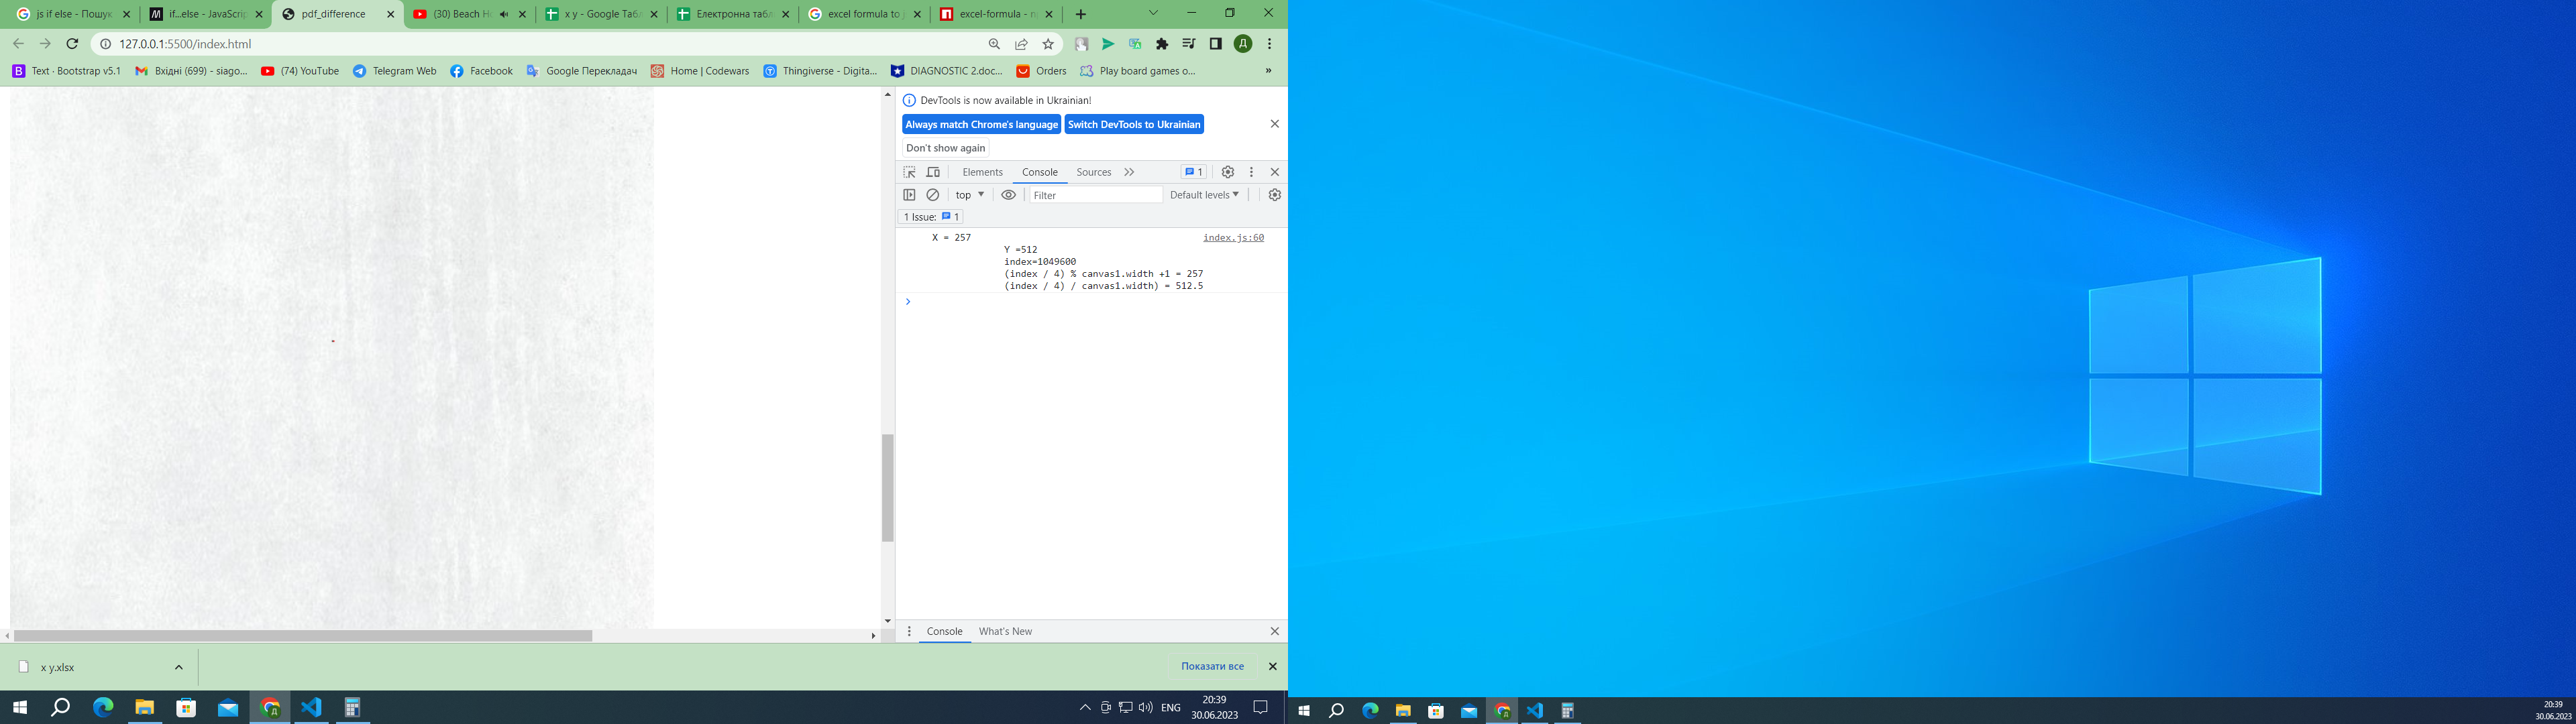 js if else - Пошук
if...else - JavaScrip
pdf_difference
(30) Beach Ho
x y - Google Табл
Електронна табл
excel formula to j
excel-formula - n
127.0.0.1:5500/index.html
Д
Text · Bootstrap v5.1
Вхідні (699) - siago...
(74) YouTube
Telegram Web
Facebook
Google Перекладач
Home | Codewars
Thingiverse - Digita...
DIAGNOSTIC 2.doc...
Orders
Play board games o...
»
DevTools is now available in Ukrainian!
Always match Chrome's language
Switch DevTools to Ukrainian
Don't show again
Elements
Console
Sources
1
top
Filter
Default levels
1 Issue: 1
X = 257
index.js:60
Y =512
index=1049600
(index / 4) % canvas1.width +1 = 257
(index / 4) / canvas1.width) = 512.5
Console
What's New
x y.xlsx
Показати все
ENG
20:39
30.06.2023
20:39
30.06.2023